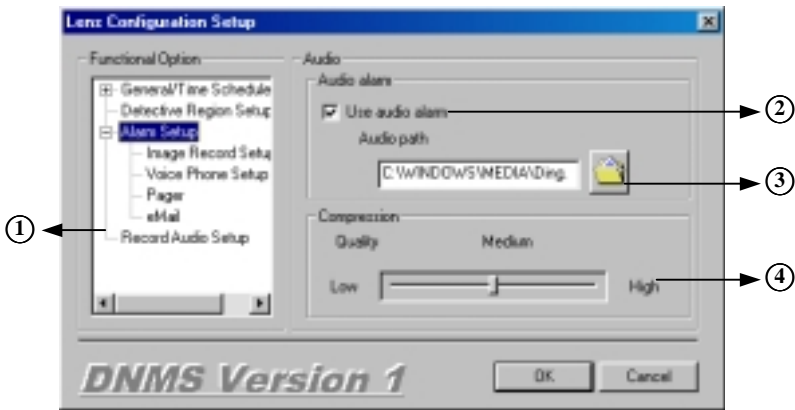 Lenz Configuration Setup
Functional Option
General/Time Schedule
Detective Region Setup
Alarm Setup
Image Record Setu
Voice Phone Setup
Pager
eMail
Record Audio Setup
1
Audio
Audio alarm
Use audio alarm
2
Audio path
C:\WINDOWS\MEDIA\Ding.
3
Compression
Quality Medium
Low High
4
DNMS Version 1
OK Cancel